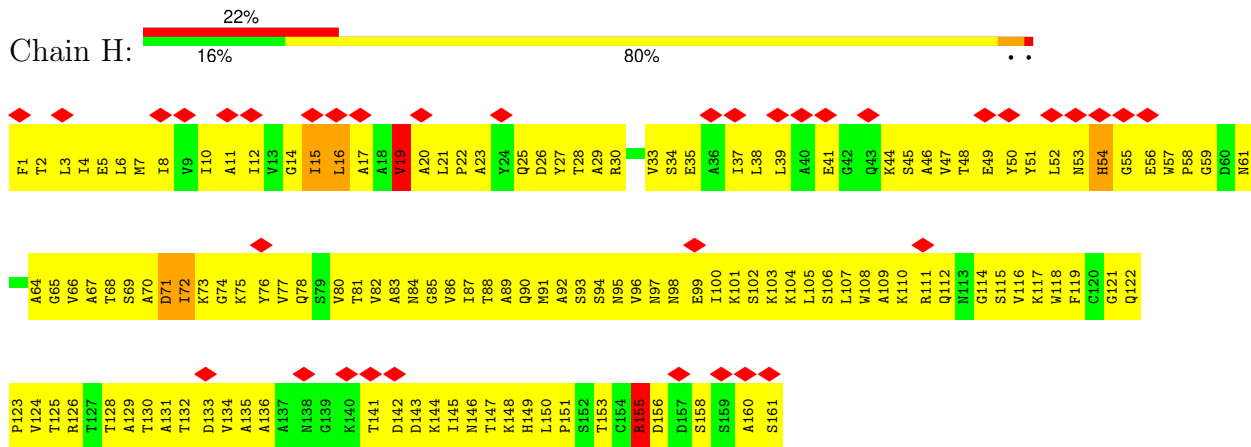 22%
Chain H:
16% 80% . .
F1 T2 L3 I4 E5 L6 M7 I8 V9 I10 A11 I12 V13 G14 I15 L16 A17 A18 V19 A20 L21 P22 A23 Y24 Q25 D26 Y27 T28 A29 R30 V33 S34 E35 A36 I37 L38 L39 A40 E41 G42 Q43 K44 S45 A46 V47 T48 E49 Y50 Y51 L52 N53 H54 G55 E56 W57 P58 G59 D60 N61
A64 G65 V66 A67 T68 S69 A70 D71 I72 K73 G74 K75 Y76 V77 Q78 S79 V80 T81 V82 A83 N84 G85 V86 I87 T88 A89 Q90 M91 A92 S93 S94 N95 V96 N97 N98 E99 I100 K101 S102 K103 K104 L105 S106 L107 W108 A109 K110 R111 Q112 N113 G114 S115 V116 K117 W118 F119 C120 G121 Q122
P123 V124 T125 R126 T127 T128 A129 T130 A131 T132 D133 V134 A135 A136 A137 N138 G139 K140 T141 D142 D143 K144 I145 N146 T147 K148 H149 L150 P151 S152 T153 C154 R155 D156 D157 S158 S159 A160 S161